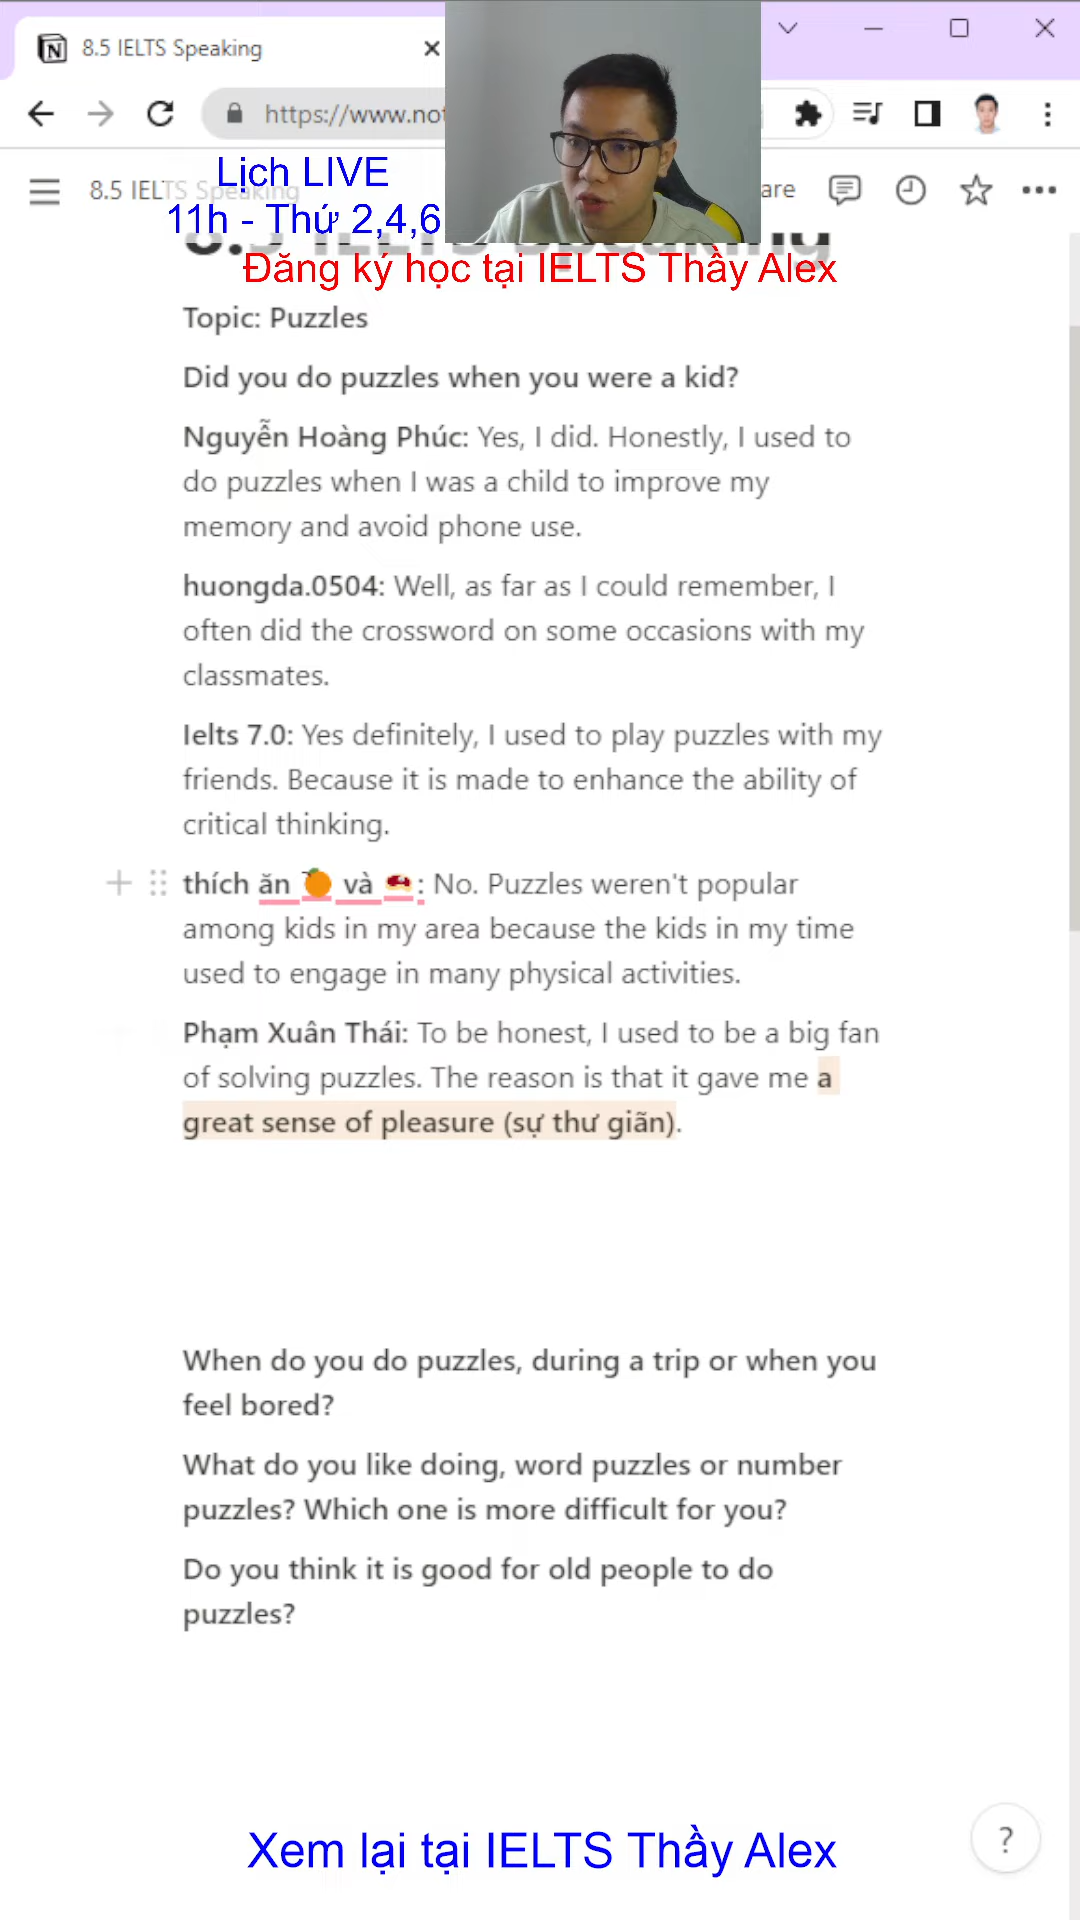 8.5 IELTS Speaking
https://www.not
Lịch LIVE
8.5 IELTS Speaking
are
11h - Thứ 2,4,6
8.5 IELTS Speaking
Đăng ký học tại IELTS Thầy Alex
Topic: Puzzles
Did you do puzzles when you were a kid?
Nguyễn Hoàng Phúc: Yes, I did. Honestly, I used to
do puzzles when I was a child to improve my
memory and avoid phone use.
huongda.0504: Well, as far as I could remember, I
often did the crossword on some occasions with my
classmates.
Ielts 7.0: Yes definitely, I used to play puzzles with my
friends. Because it is made to enhance the ability of
critical thinking.
thích ăn 🍊 và 🍰: No. Puzzles weren't popular
among kids in my area because the kids in my time
used to engage in many physical activities.
Phạm Xuân Thái: To be honest, I used to be a big fan
of solving puzzles. The reason is that it gave me a
great sense of pleasure (sự thư giãn).
When do you do puzzles, during a trip or when you
feel bored?
What do you like doing, word puzzles or number
puzzles? Which one is more difficult for you?
Do you think it is good for old people to do
puzzles?
?
Xem lại tại IELTS Thầy Alex